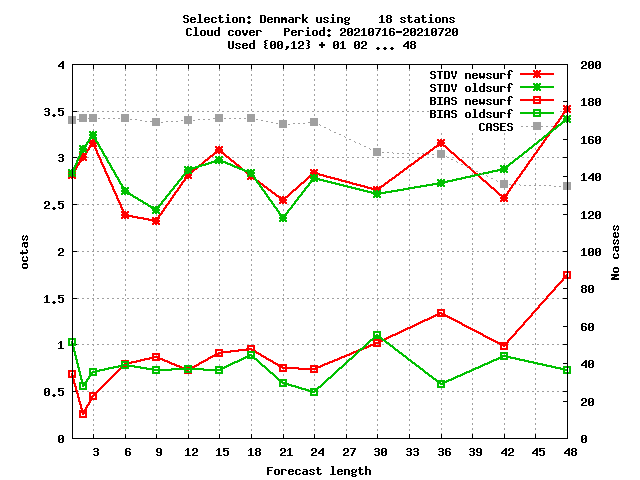 Selection: Denmark using    18 stations
Cloud cover   Period: 20210716-20210720
Used {00,12} + 01 02 ... 48
STDV newsurf
STDV oldsurf
BIAS newsurf
BIAS oldsurf
CASES
4
3.5
3
2.5
2
1.5
1
0.5
0
octas
200
180
160
140
120
100
80
60
40
20
0
No cases
3 6 9 12 15 18 21 24 27 30 33 36 39 42 45 48
Forecast length